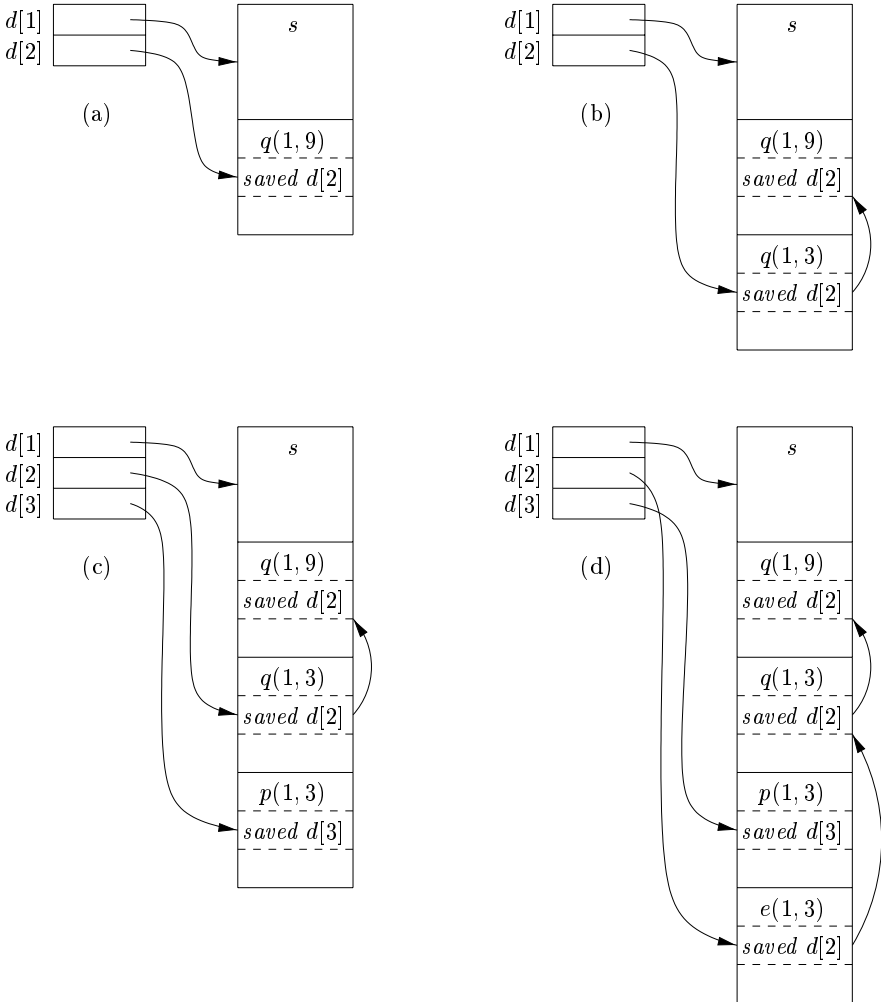 d[1]
d[2]
s
(a)
q(1, 9)
saved d[2]
d[1]
d[2]
s
(b)
q(1, 9)
saved d[2]
q(1, 3)
saved d[2]
d[1]
d[2]
d[3]
s
(c)
q(1, 9)
saved d[2]
q(1, 3)
saved d[2]
p(1, 3)
saved d[3]
d[1]
d[2]
d[3]
s
(d)
q(1, 9)
saved d[2]
q(1, 3)
saved d[2]
p(1, 3)
saved d[3]
e(1, 3)
saved d[2]